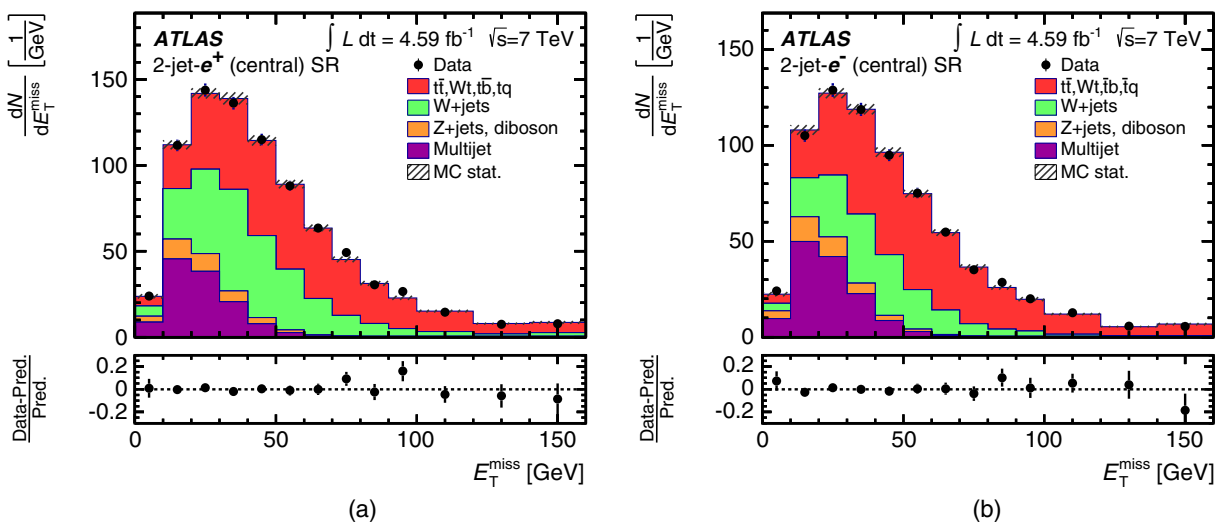 dN
dE_T^miss
[1/GeV]
ATLAS
∫ L dt = 4.59 fb⁻¹ √s=7 TeV
2-jet-e⁺ (central) SR
Data
tt̄,Wt,tb̄,tq
W+jets
Z+jets, diboson
Multijet
MC stat.
150
100
50
0
Data-Pred.
Pred.
0.2
0
-0.2
0 50 100 150
E_T^miss [GeV]
(a)
dN
dE_T^miss
[1/GeV]
ATLAS
∫ L dt = 4.59 fb⁻¹ √s=7 TeV
2-jet-e⁻ (central) SR
Data
tt̄,Wt,t̄b,t̄q
W+jets
Z+jets, diboson
Multijet
MC stat.
150
100
50
0
Data-Pred.
Pred.
0.2
0
-0.2
0 50 100 150
E_T^miss [GeV]
(b)